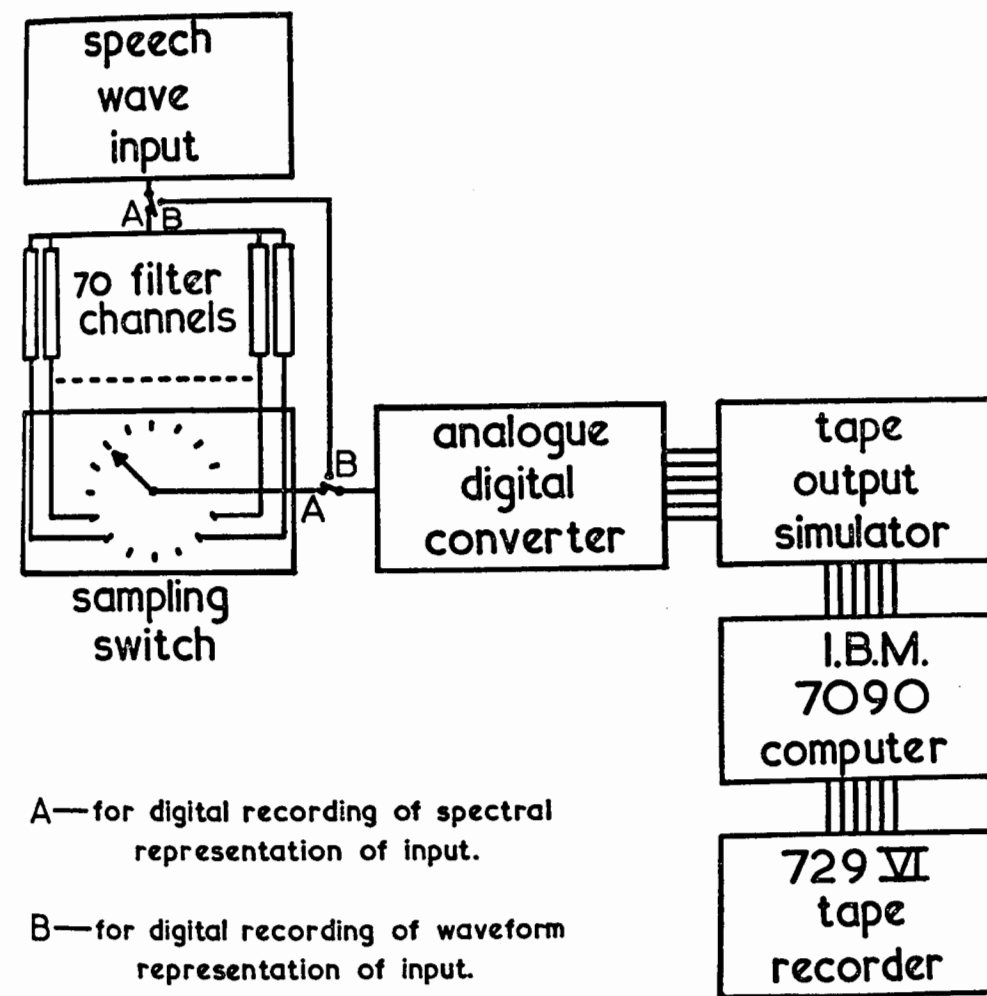 speech
wave
input
A B
70 filter
channels
B
A
sampling
switch
analogue
digital
converter
tape
output
simulator
I.B.M.
7090
computer
729 VI
tape
recorder
A—for digital recording of spectral
representation of input.
B—for digital recording of waveform
representation of input.